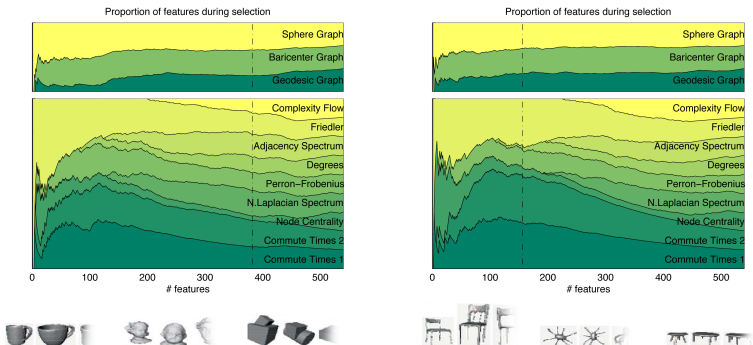 Proportion of features during selection
Sphere Graph
Baricenter Graph
Geodesic Graph
Complexity Flow
Friedler
Adjacency Spectrum
Degrees
Perron-Frobenius
N.Laplacian Spectrum
Node Centrality
Commute Times 2
Commute Times 1
0 100 200 300 400 500
# features
Proportion of features during selection
Sphere Graph
Baricenter Graph
Geodesic Graph
Complexity Flow
Friedler
Adjacency Spectrum
Degrees
Perron-Frobenius
N.Laplacian Spectrum
Node Centrality
Commute Times 2
Commute Times 1
0 100 200 300 400 500
# features